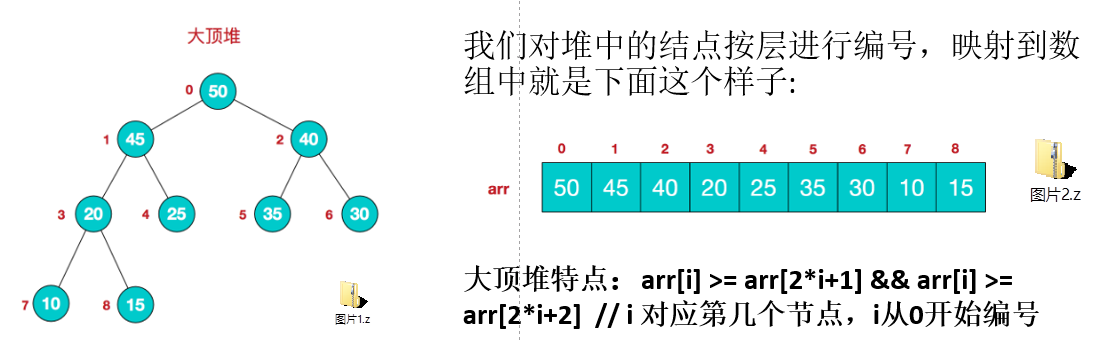 大顶堆
0 50
1 45
2 40
3 20
4 25
5 35
6 30
7 10
8 15
图片1.z
我们对堆中的结点按层进行编号，映射到数
组中就是下面这个样子:
0 1 2 3 4 5 6 7 8
arr 50 45 40 20 25 35 30 10 15
图片2.z
大顶堆特点：arr[i] >= arr[2*i+1] && arr[i] >=
arr[2*i+2] // i 对应第几个节点，i从0开始编号